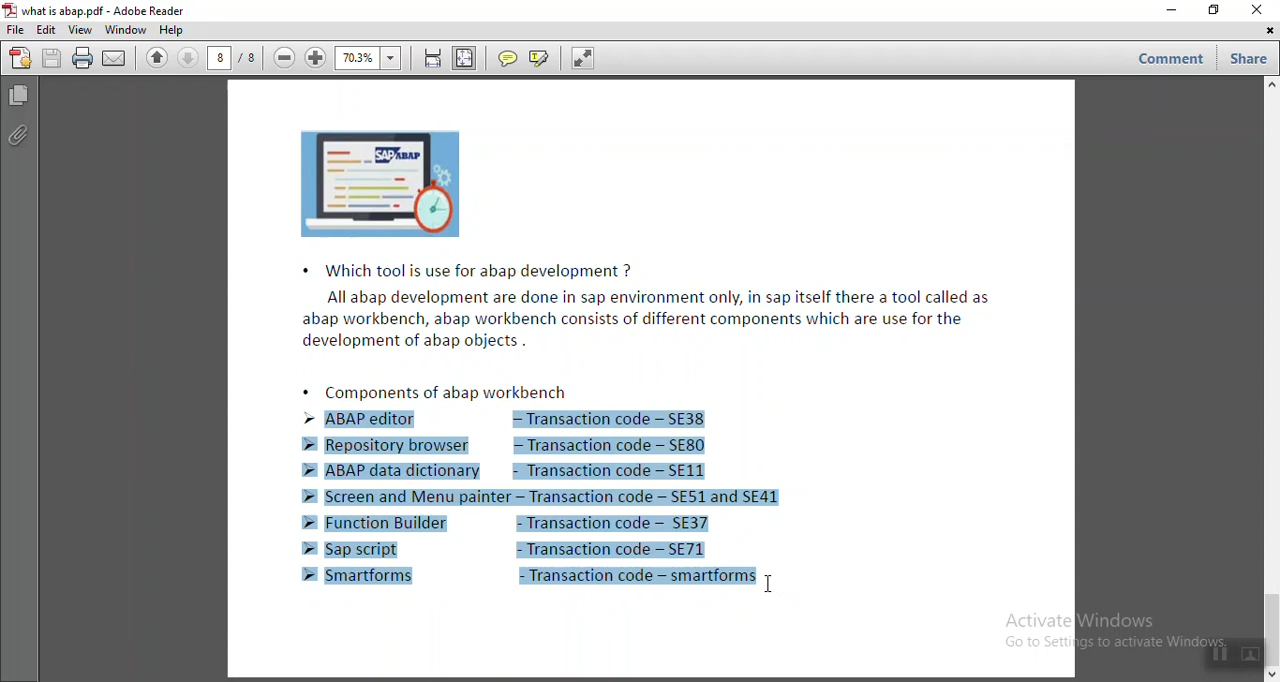 what is abap.pdf - Adobe Reader
File Edit View Window Help
8 / 8 70.3% Comment Share
SAP ABAP
• Which tool is use for abap development ?
All abap development are done in sap environment only, in sap itself there a tool called as
abap workbench, abap workbench consists of different components which are use for the
development of abap objects .
• Components of abap workbench
➢ ABAP editor – Transaction code – SE38
➢ Repository browser – Transaction code – SE80
➢ ABAP data dictionary - Transaction code – SE11
➢ Screen and Menu painter – Transaction code – SE51 and SE41
➢ Function Builder - Transaction code – SE37
➢ Sap script - Transaction code – SE71
➢ Smartforms - Transaction code – smartforms
Activate Windows
Go to Settings to activate Windows.